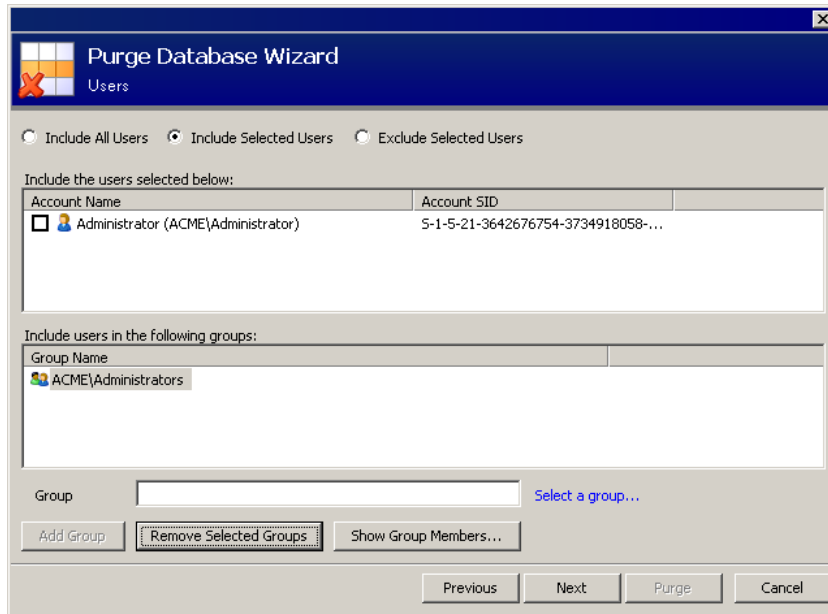 Purge Database Wizard
Users
Include All Users Include Selected Users Exclude Selected Users
Include the users selected below:
Account Name Account SID
Administrator (ACME\Administrator) S-1-5-21-3642676754-3734918058-...
Include users in the following groups:
Group Name
ACME\Administrators
Group Select a group...
Add Group Remove Selected Groups Show Group Members...
Previous Next Purge Cancel